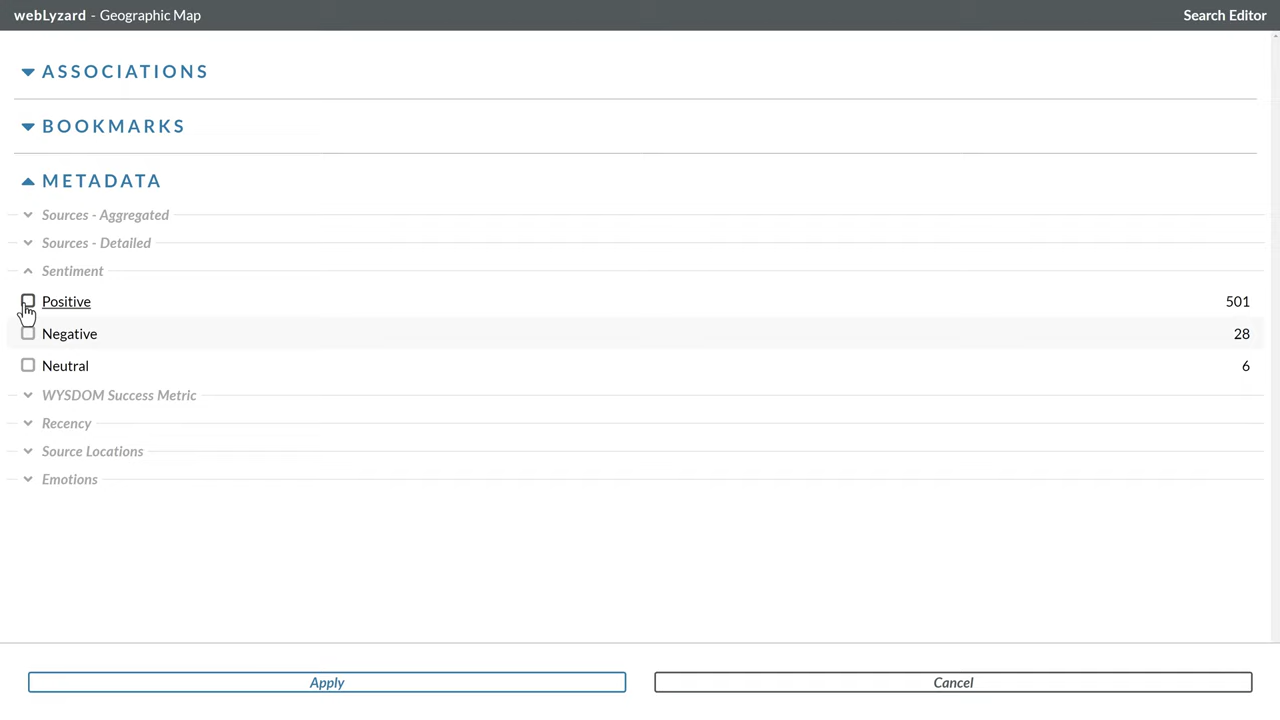 webLyzard - Geographic Map
Search Editor
ASSOCIATIONS
BOOKMARKS
METADATA
Sources - Aggregated
Sources - Detailed
Sentiment
Positive 501
Negative 28
Neutral 6
WYSDOM Success Metric
Recency
Source Locations
Emotions
Apply
Cancel